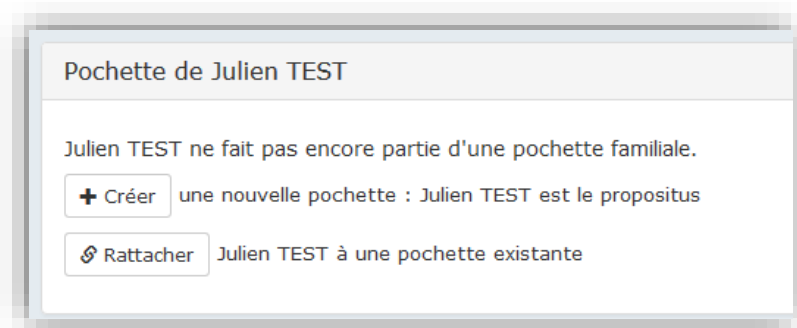 Pochette de Julien TEST
Julien TEST ne fait pas encore partie d'une pochette familiale.
Créer une nouvelle pochette : Julien TEST est le propositus
Rattacher Julien TEST à une pochette existante